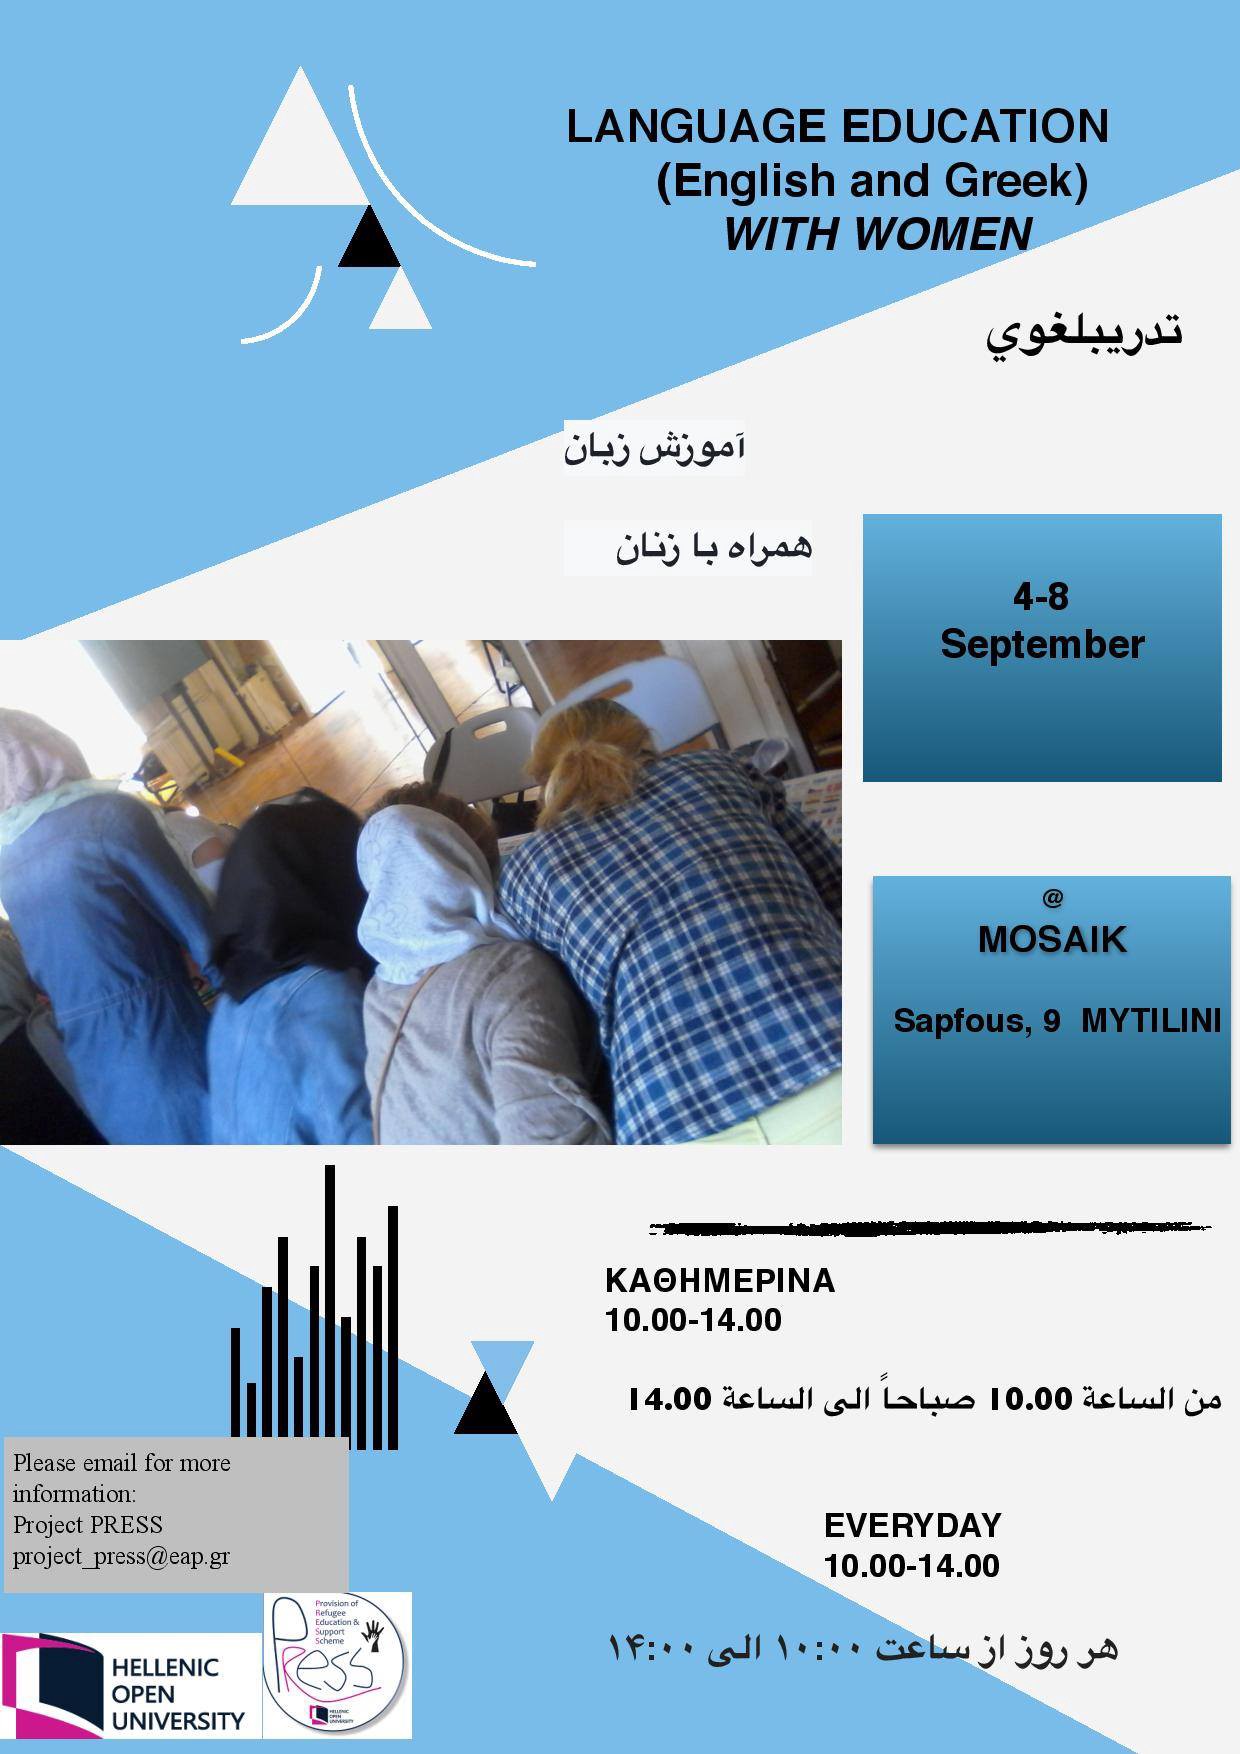 LANGUAGE EDUCATION
(English and Greek)
WITH WOMEN
تدريبلغوي
آموزش زبان
همراه با زنان
4-8
September
@
MOSAIK
Sapfous, 9 MYTILINI
ΚΑΘΗΜΕΡΙΝΑ
10.00-14.00
من الساعة 10.00 صباحاً الى الساعة 14.00
EVERYDAY
10.00-14.00
هر روز از ساعت ۱۰:۰۰ الی ۱۴:۰۰
Please email for more
information:
Project PRESS
project_press@eap.gr
HELLENIC
OPEN
UNIVERSITY
Provision of
Refugee
Education &
Support
Scheme
PRess
HELLENIC
OPEN
UNIVERSITY